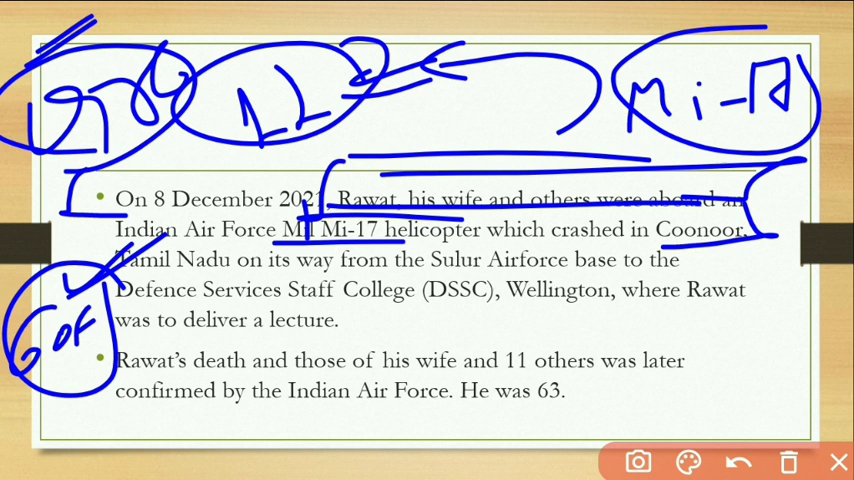 Mi-17
On 8 December 2021, Rawat, his wife and others were aboard an
Indian Air Force Mil Mi-17 helicopter which crashed in Coonoor,
Tamil Nadu on its way from the Sulur Airforce base to the
Defence Services Staff College (DSSC), Wellington, where Rawat
was to deliver a lecture.
Rawat's death and those of his wife and 11 others was later
confirmed by the Indian Air Force. He was 63.